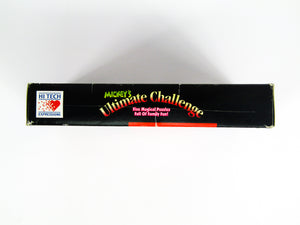 HI TECH
EXPRESSIONS
MICKEY'S
Ultimate Challenge
Five Magical Puzzles
Full Of Family Fun!